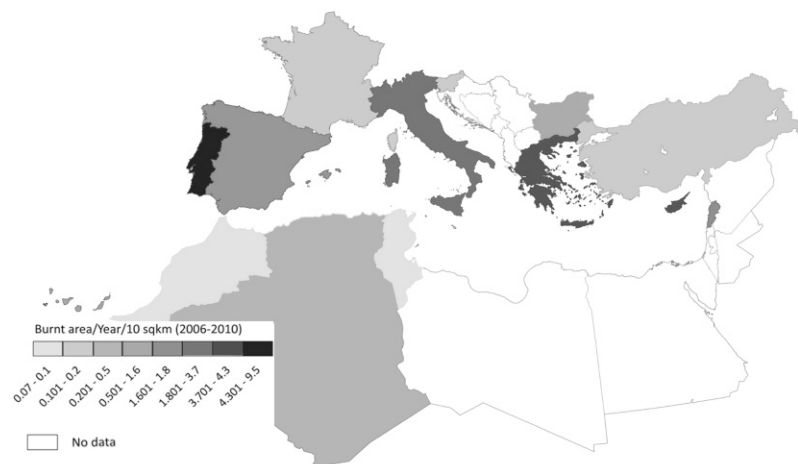 Burnt area/Year/10 sqkm (2006-2010)
0.07 - 0.1
0.101 - 0.2
0.201 - 0.5
0.501 - 1.6
1.601 - 1.8
1.801 - 3.7
3.701 - 4.3
4.301 - 9.5
No data